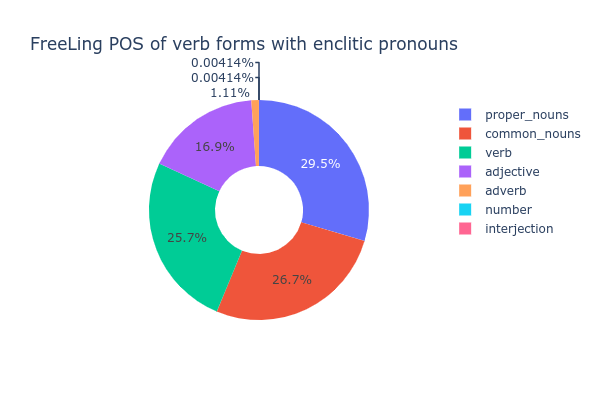 FreeLing POS of verb forms with enclitic pronouns
0.00414%
0.00414%
1.11%
16.9%
29.5%
25.7%
26.7%
proper_nouns
common_nouns
verb
adjective
adverb
number
interjection